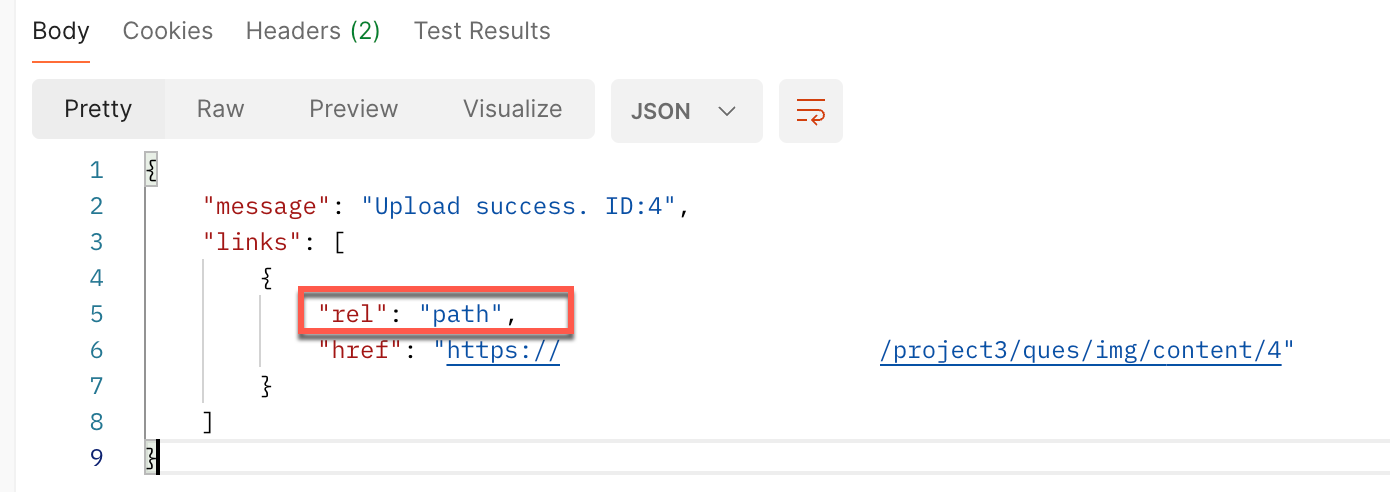 Body Cookies Headers (2) Test Results
Pretty Raw Preview Visualize JSON
1 {
2 "message": "Upload success. ID:4",
3 "links": [
4 {
5 "rel": "path",
6 "href": "https:// /project3/ques/img/content/4"
7 }
8 ]
9 }